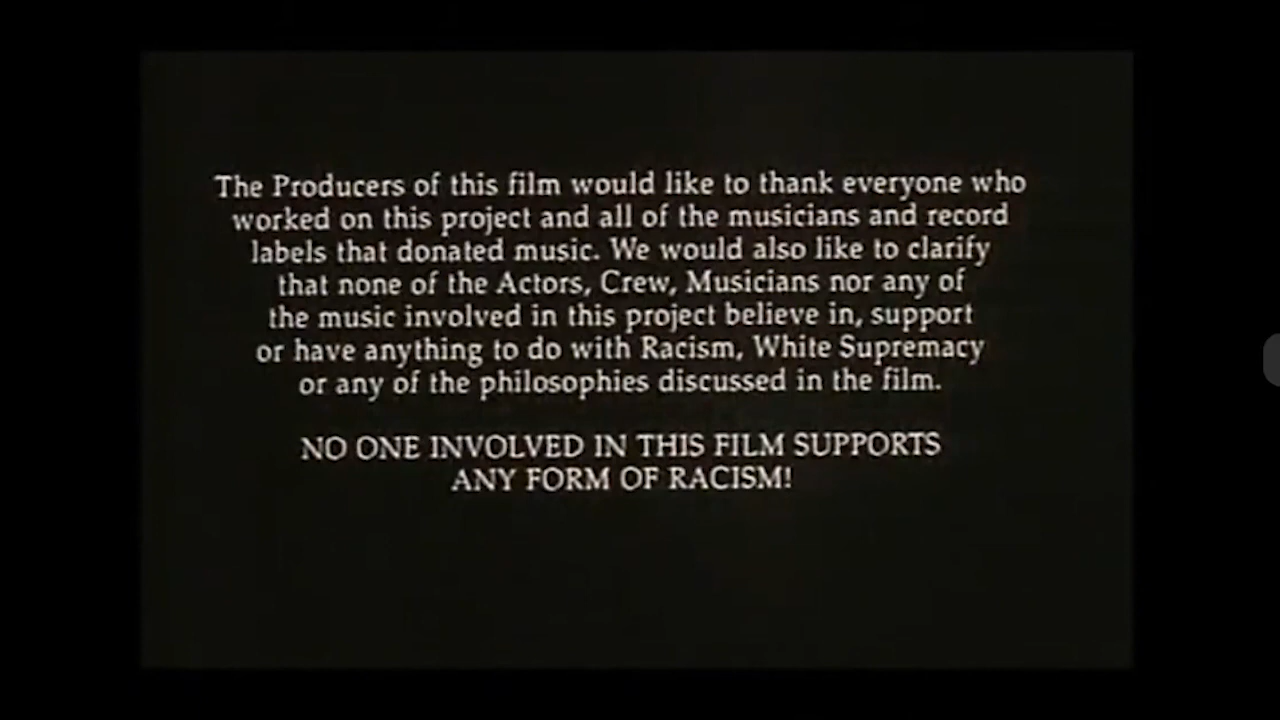 The Producers of this film would like to thank everyone who
worked on this project and all of the musicians and record
labels that donated music. We would also like to clarify
that none of the Actors, Crew, Musicians nor any of
the music involved in this project believe in, support
or have anything to do with Racism, White Supremacy
or any of the philosophies discussed in the film.
NO ONE INVOLVED IN THIS FILM SUPPORTS
ANY FORM OF RACISM!